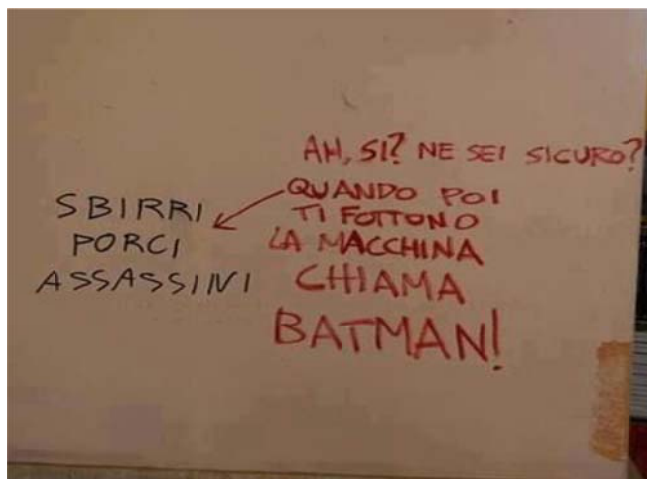 SBIRRI
PORCI
ASSASSINI
AH, SI? NE SEI SICURO?
QUANDO POI
TI FOTTONO
LA MACCHINA
CHIAMA
BATMAN!